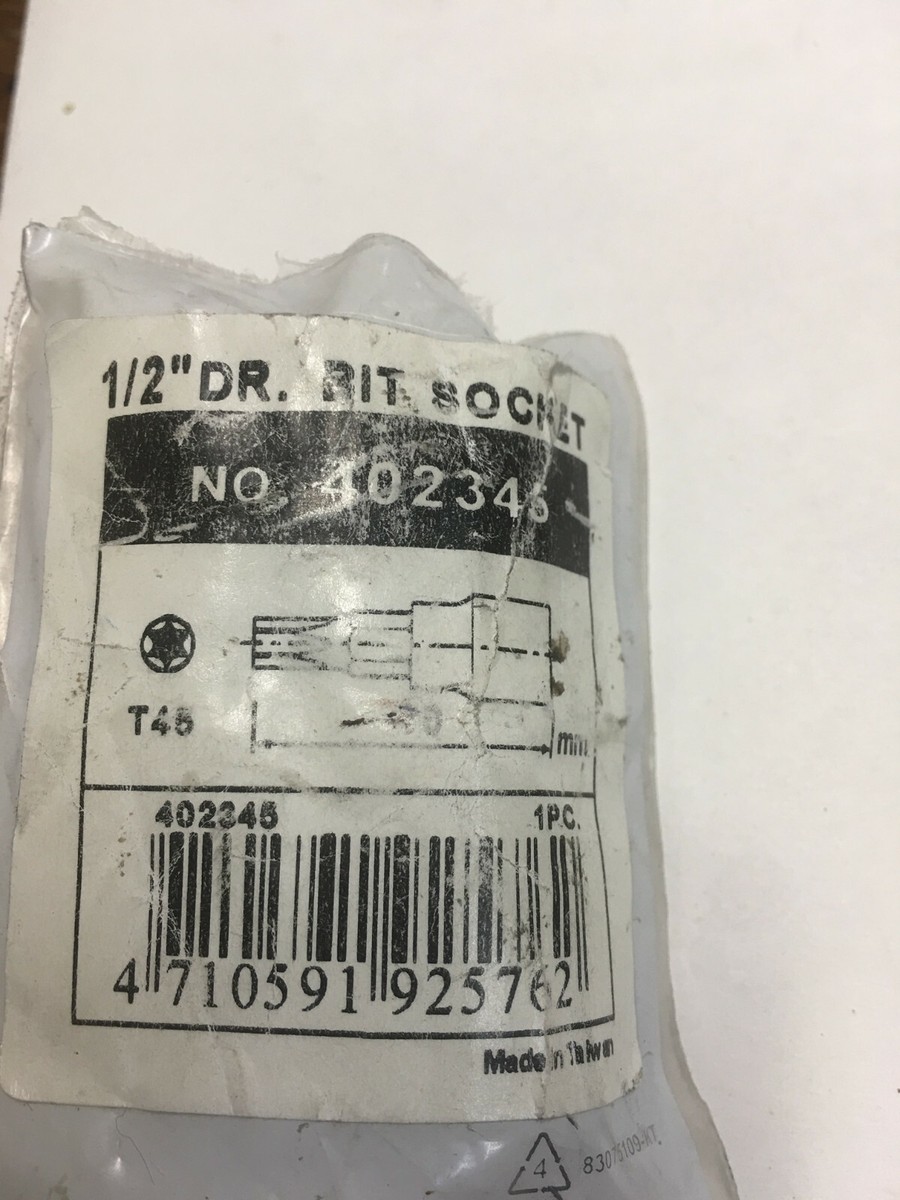 1/2" DR. BIT SOCKET
NO. 402345
T45
mm
402345 1PC.
4 710591 925762
Made in Taiwan
4